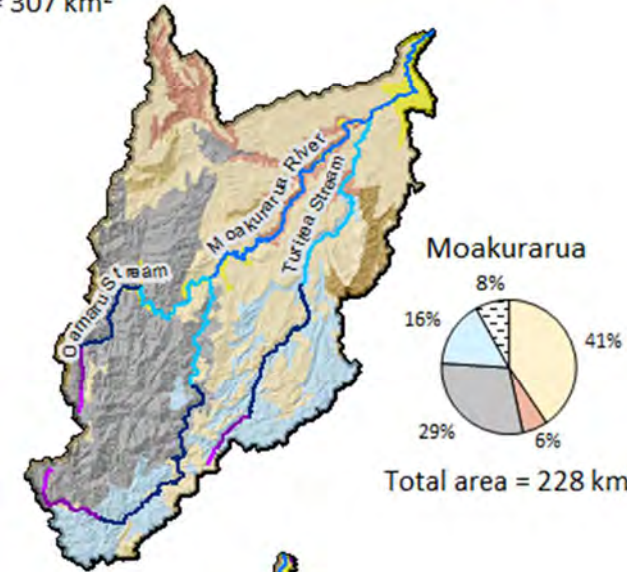 = 307 km²
Moakurarua River
Turitea Stream
Oamaru Stream
Moakurarua
8%
16%
41%
29%
6%
Total area = 228 km